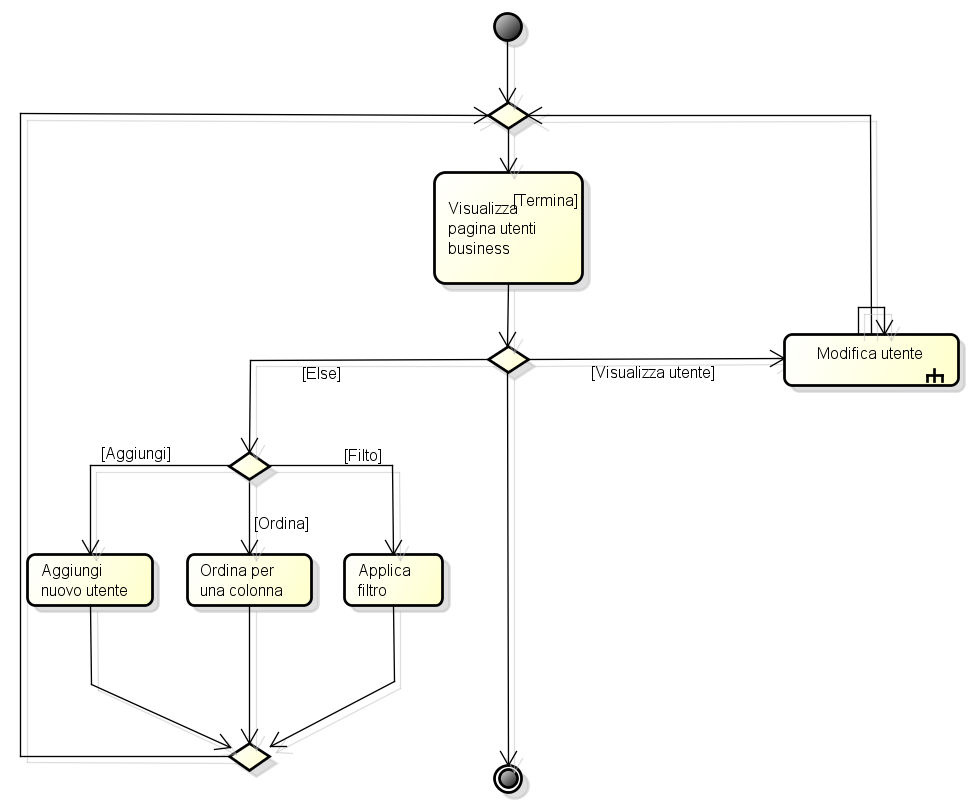 Visualizza
[Termina]
pagina utenti
business
Modifica utente
[Else]
[Visualizza utente]
[Aggiungi]
[Filto]
[Ordina]
Aggiungi
nuovo utente
Ordina per
una colonna
Applica
filtro